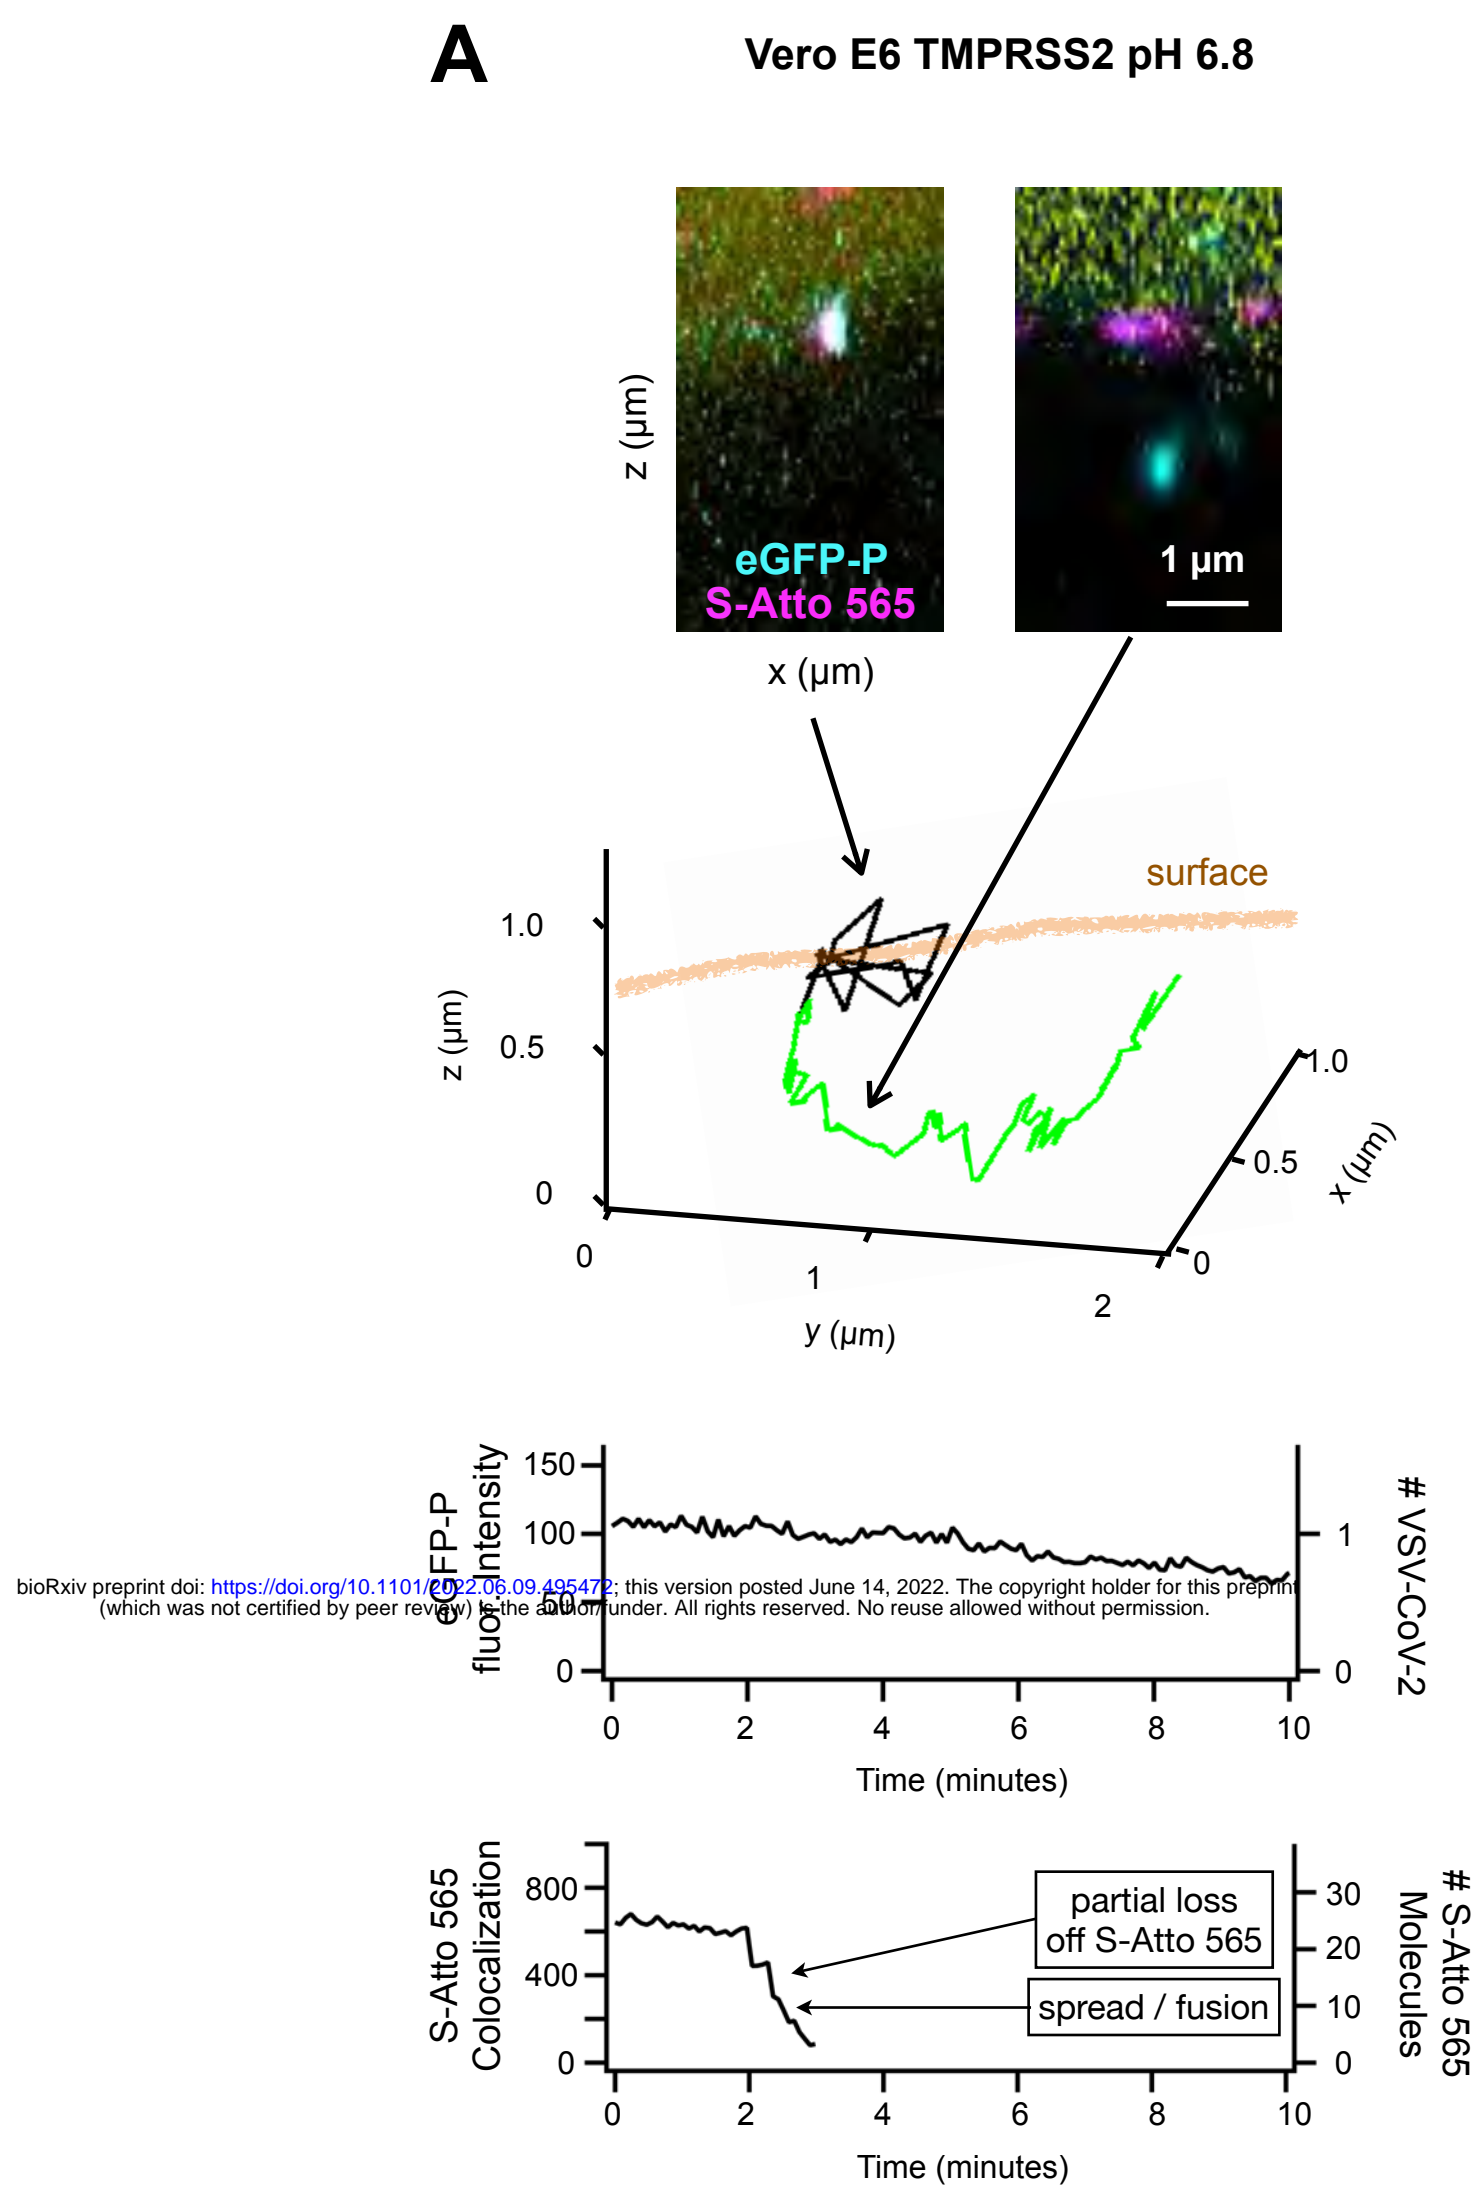 A
Vero E6 TMPRSS2 pH 6.8
z (μm)
eGFP-P
S-Atto 565
1 μm
x (μm)
surface
1.0
0.5
0
z (μm)
0
1
2
y (μm)
0
0.5
1.0
x (μm)
eGFP-P
fluor. Intensity
150
100
50
0
1
0
# VSV-CoV-2
bioRxiv preprint doi: https://doi.org/10.1101/2022.06.09.495472; this version posted June 14, 2022. The copyright holder for this preprint
(which was not certified by peer review) is the author/funder. All rights reserved. No reuse allowed without permission.
0 2 4 6 8 10
Time (minutes)
S-Atto 565
Colocalization
800
400
0
partial loss
off S-Atto 565
spread / fusion
30
20
10
0
# S-Atto 565
Molecules
0 2 4 6 8 10
Time (minutes)